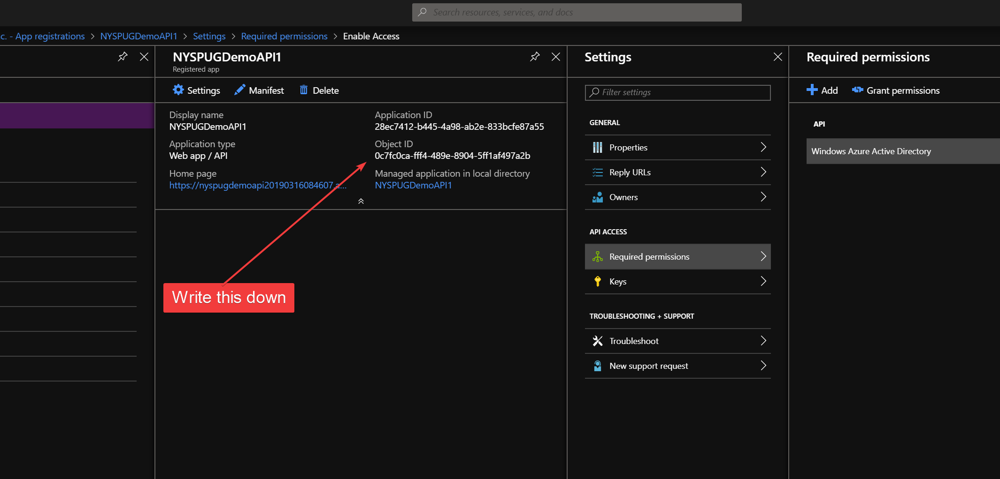 Search resources, services, and docs
c. - App registrations > NYSPUGDemoAPI1 > Settings > Required permissions > Enable Access
NYSPUGDemoAPI1
Registered app
Settings Manifest Delete
Display name
NYSPUGDemoAPI1
Application type
Web app / API
Home page
https://nyspugdemoapi20190316084607.a...
Application ID
28ec7412-b445-4a98-ab2e-833bcfe87a55
Object ID
0c7fc0ca-fff4-489e-8904-5ff1af497a2b
Managed application in local directory
NYSPUGDemoAPI1
Write this down
Settings
Filter settings
GENERAL
Properties
Reply URLs
Owners
API ACCESS
Required permissions
Keys
TROUBLESHOOTING + SUPPORT
Troubleshoot
New support request
Required permissions
Add Grant permissions
API
Windows Azure Active Directory